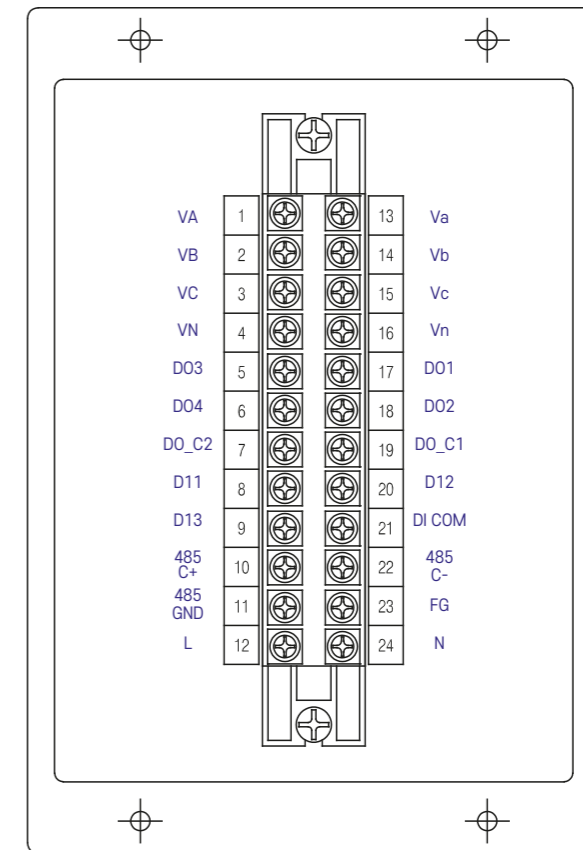 VA 1 13 Va
VB 2 14 Vb
VC 3 15 Vc
VN 4 16 Vn
DO3 5 17 DO1
DO4 6 18 DO2
DO_C2 7 19 DO_C1
D11 8 20 D12
D13 9 21 DI COM
485
C+ 10 22 485
C-
485
GND 11 23 FG
L 12 24 N